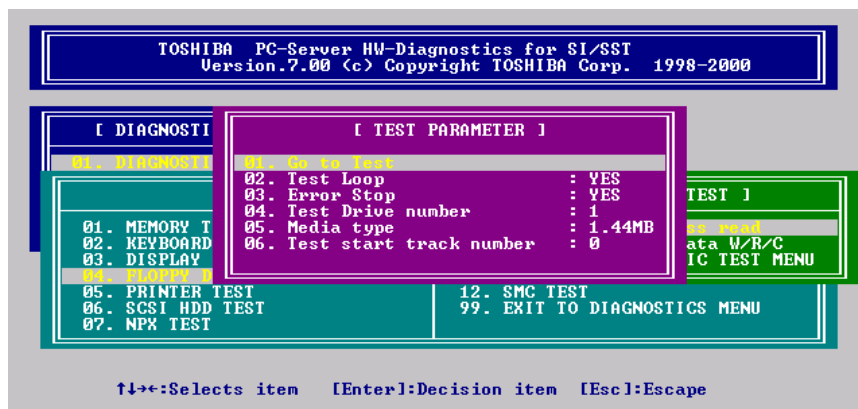 TOSHIBA PC-Server HW-Diagnostics for SI/SST
Version.7.00 (c) Copyright TOSHIBA Corp. 1998-2000
[ DIAGNOSTI
01. DIAGNOSTI
[ TEST PARAMETER ]
01. Go to Test
02. Test Loop : YES
03. Error Stop : YES
04. Test Drive number : 1
05. Media type : 1.44MB
06. Test start track number : 0
TEST ]
ss read
ata W/R/C
IC TEST MENU
01. MEMORY T
02. KEYBOARD
03. DISPLAY
04. FLOPPY D
05. PRINTER TEST
06. SCSI HDD TEST
07. NPX TEST
12. SMC TEST
99. EXIT TO DIAGNOSTICS MENU
↑↓→←:Selects item [Enter]:Decision item [Esc]:Escape